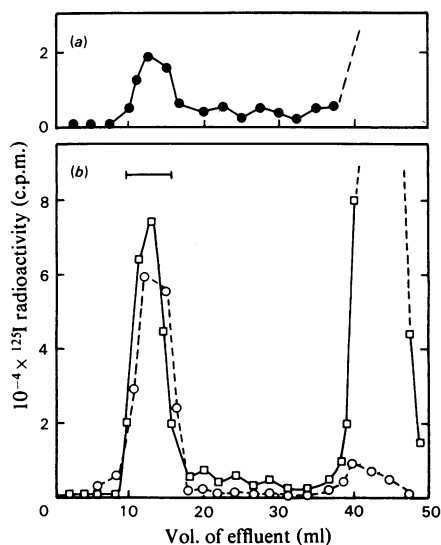 (a)
2
0
(b)
8
6
4
2
0 10 20 30 40 50
10⁻⁴ × ¹²⁵I radioactivity (c.p.m.)
Vol. of effluent (ml)